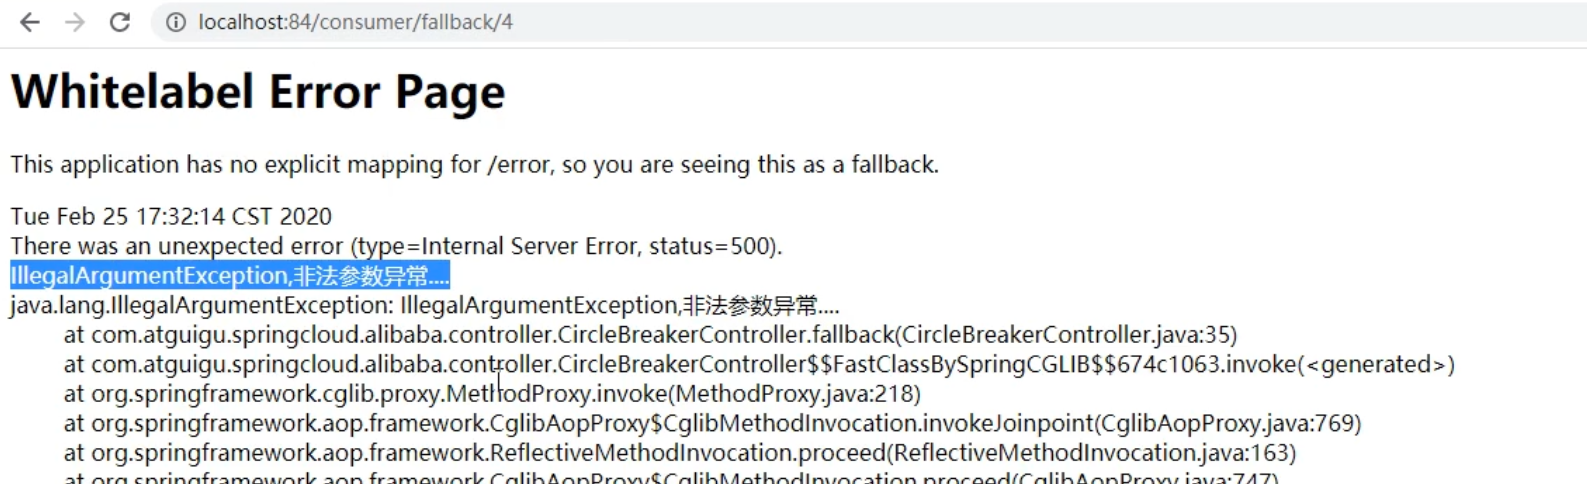 localhost:84/consumer/fallback/4
Whitelabel Error Page
This application has no explicit mapping for /error, so you are seeing this as a fallback.
Tue Feb 25 17:32:14 CST 2020
There was an unexpected error (type=Internal Server Error, status=500).
IllegalArgumentException,非法参数异常....
java.lang.IllegalArgumentException: IllegalArgumentException,非法参数异常....
at com.atguigu.springcloud.alibaba.controller.CircleBreakerController.fallback(CircleBreakerController.java:35)
at com.atguigu.springcloud.alibaba.controller.CircleBreakerController$$FastClassBySpringCGLIB$$674c1063.invoke(<generated>)
at org.springframework.cglib.proxy.MethodProxy.invoke(MethodProxy.java:218)
at org.springframework.aop.framework.CglibAopProxy$CglibMethodInvocation.invokeJoinpoint(CglibAopProxy.java:769)
at org.springframework.aop.framework.ReflectiveMethodInvocation.proceed(ReflectiveMethodInvocation.java:163)
at org.springframework.aop.framework.CglibAopProxy$CglibMethodInvocation.proceed(CglibAopProxy.java:747)